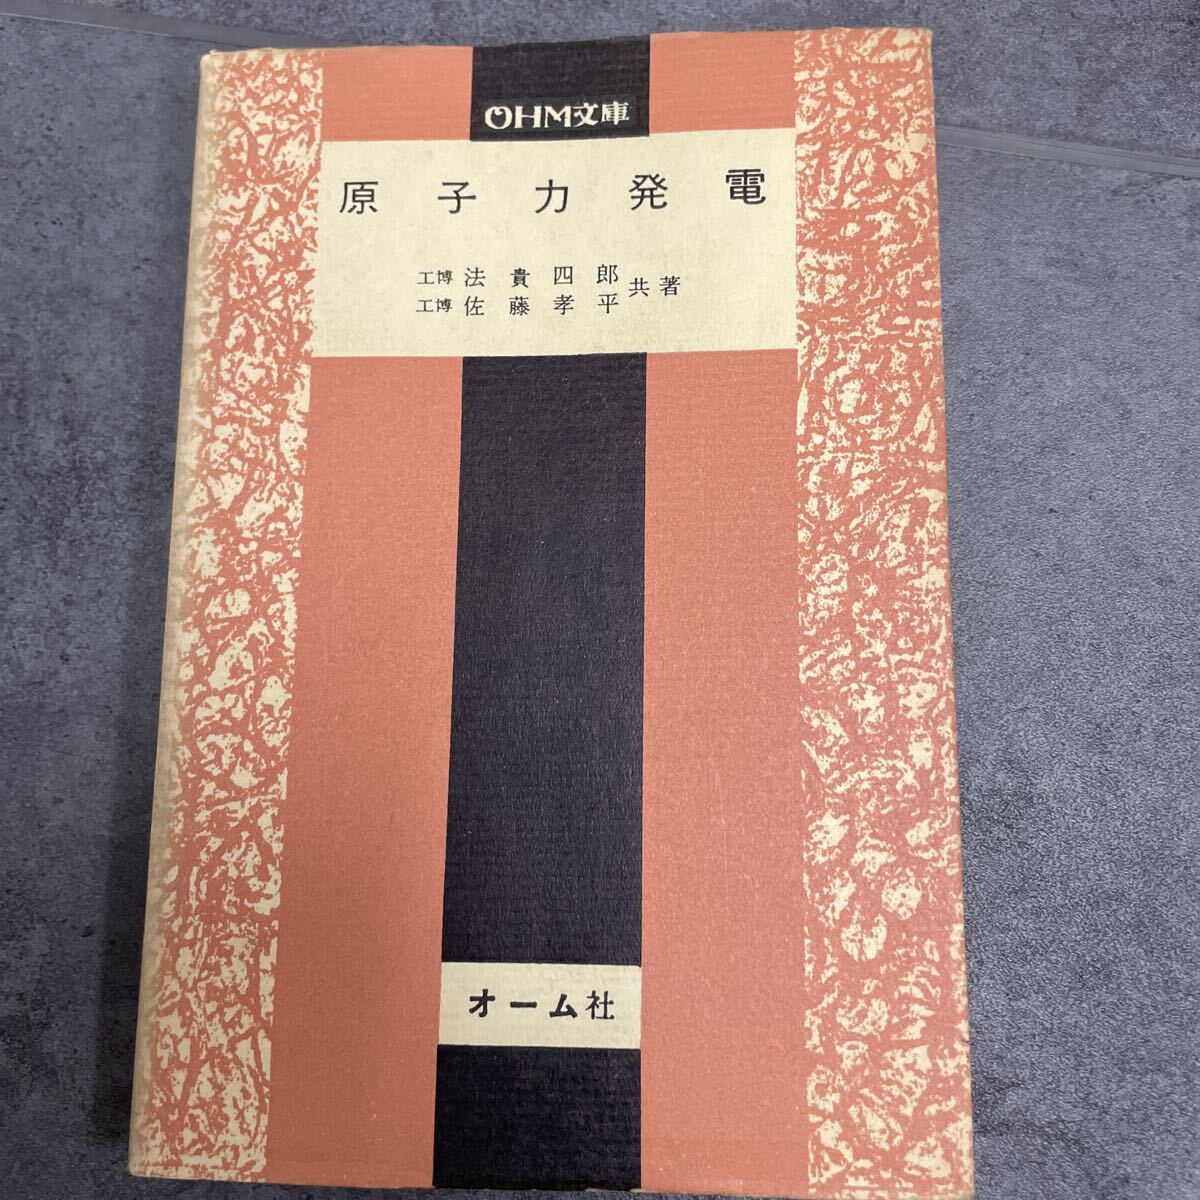 OHM文庫
原子力発電
工博 法貴四郎
工博 佐藤孝平 共著
オーム社